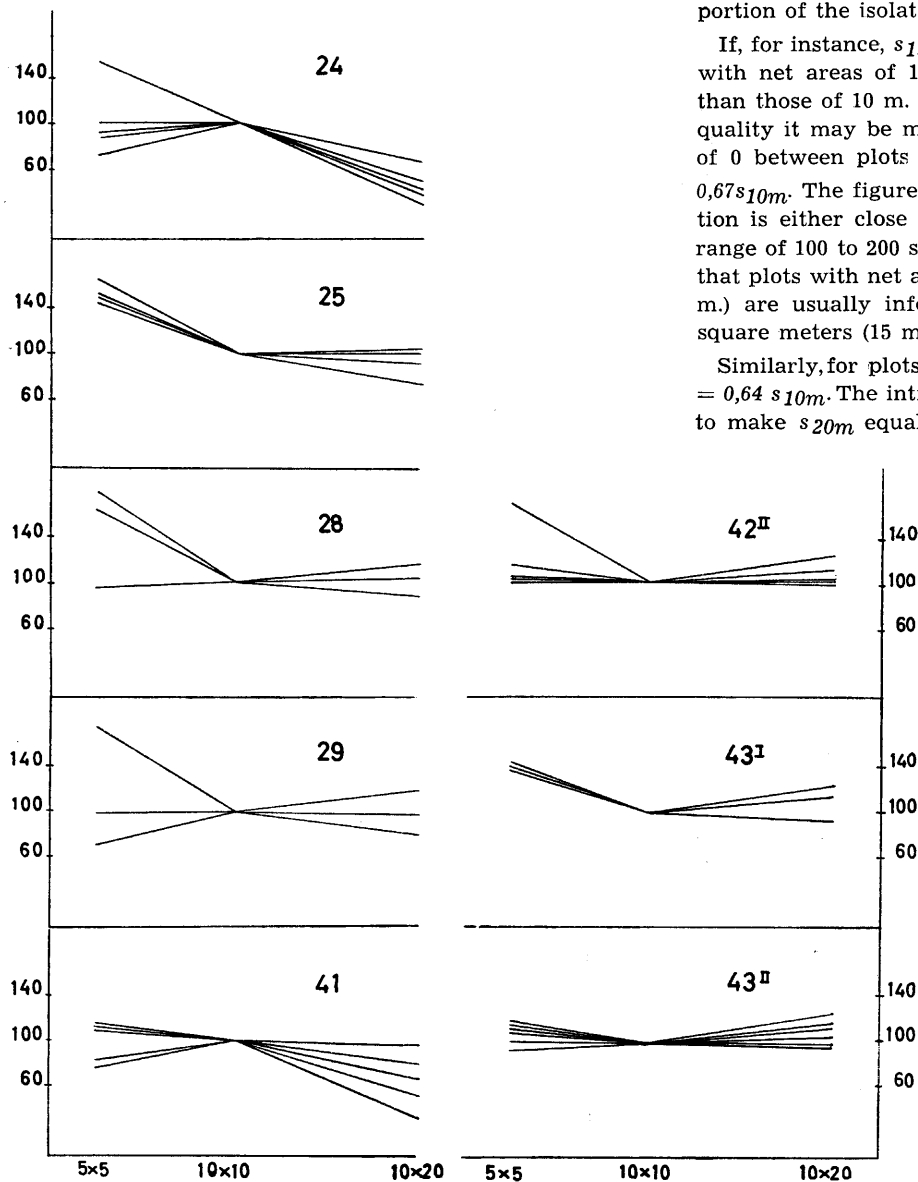 portion of the isolat
If, for instance, s1
with net areas of 1
than those of 10 m.
quality it may be m
of 0 between plots
0,67s10m. The figure
tion is either close
range of 100 to 200 s
that plots with net a
m.) are usually info
square meters (15 m
Similarly, for plots
= 0,64 s10m. The int
to make s20m equal
24
140
100
60
25
140
100
60
28
140
100
60
29
140
100
60
41
140
100
60
5×5 10×10 10×20
42II
140
100
60
43I
140
100
60
43II
140
100
60
5×5 10×10 10×20